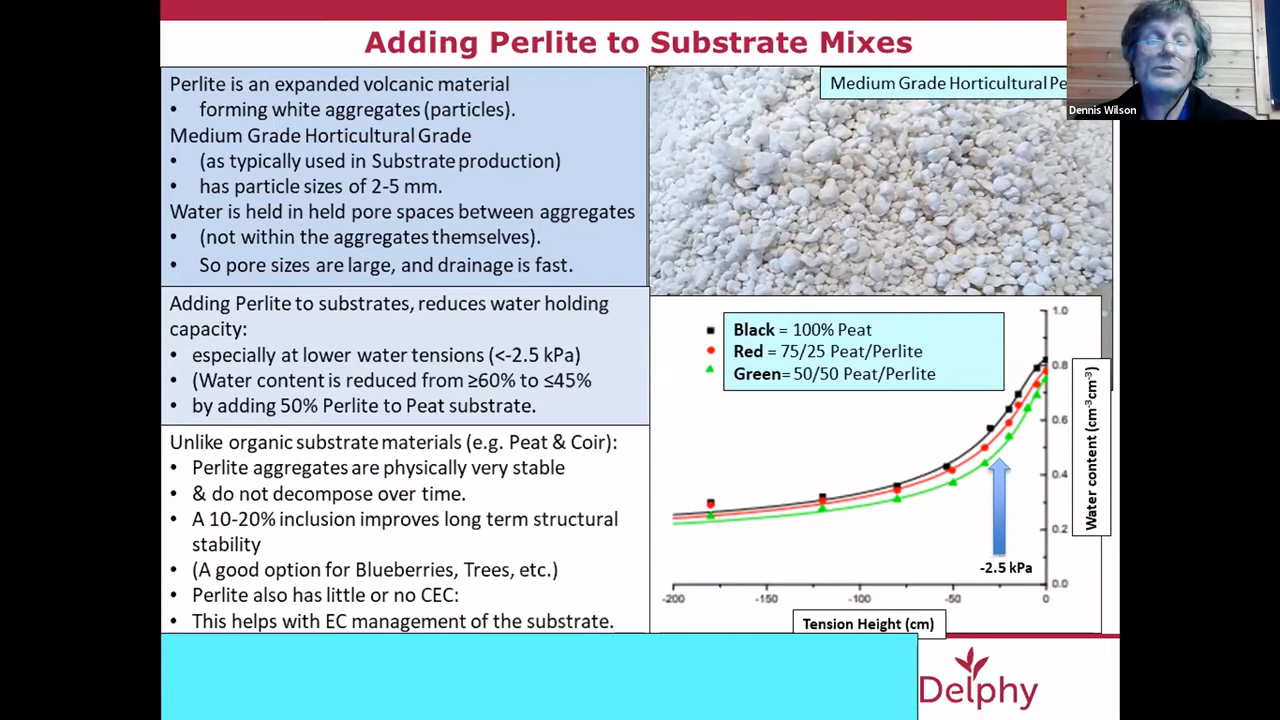 Adding Perlite to Substrate Mixes
Perlite is an expanded volcanic material
• forming white aggregates (particles).
Medium Grade Horticultural Grade
• (as typically used in Substrate production)
• has particle sizes of 2-5 mm.
Water is held in held pore spaces between aggregates
• (not within the aggregates themselves).
• So pore sizes are large, and drainage is fast.
Adding Perlite to substrates, reduces water holding
capacity:
• especially at lower water tensions (<-2.5 kPa)
• (Water content is reduced from ≥60% to ≤45%
• by adding 50% Perlite to Peat substrate.
Unlike organic substrate materials (e.g. Peat & Coir):
• Perlite aggregates are physically very stable
• & do not decompose over time.
• A 10-20% inclusion improves long term structural
stability
• (A good option for Blueberries, Trees, etc.)
• Perlite also has little or no CEC:
• This helps with EC management of the substrate.
Medium Grade Horticultural Pe
Dennis Wilson
Black = 100% Peat
Red = 75/25 Peat/Perlite
Green= 50/50 Peat/Perlite
1.0
0.8
0.6
0.4
0.2
0.0
Water content (cm⁻³cm⁻³)
-2.5 kPa
-200 -150 -100 -50 0
Tension Height (cm)
Delphy